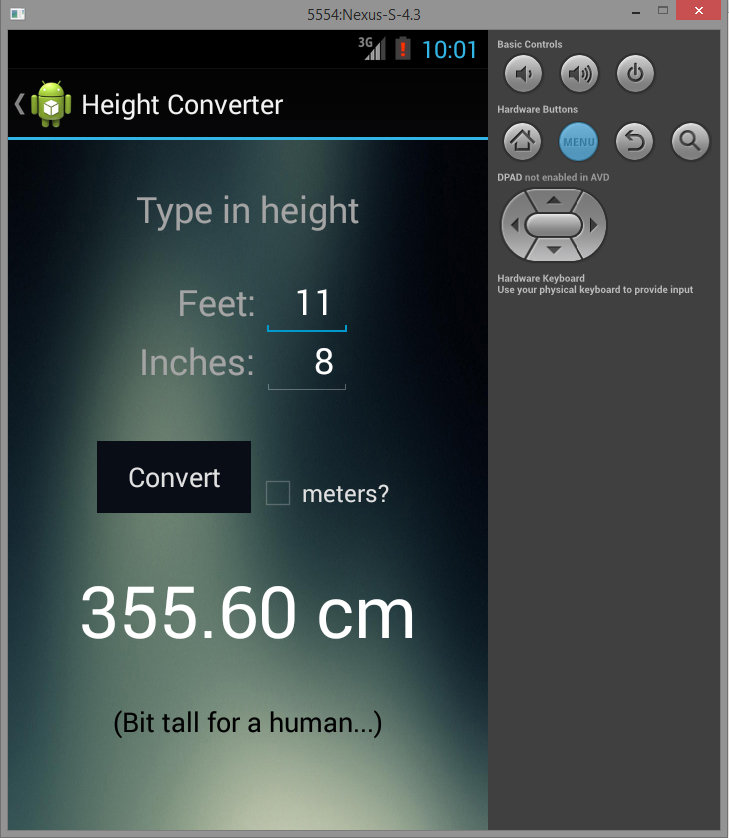 5554:Nexus-S-4.3
3G
10:01
Height Converter
Type in height
Feet: 11
Inches: 8
Convert
meters?
355.60 cm
(Bit tall for a human...)
Basic Controls
Hardware Buttons
MENU
DPAD not enabled in AVD
Hardware Keyboard
Use your physical keyboard to provide input